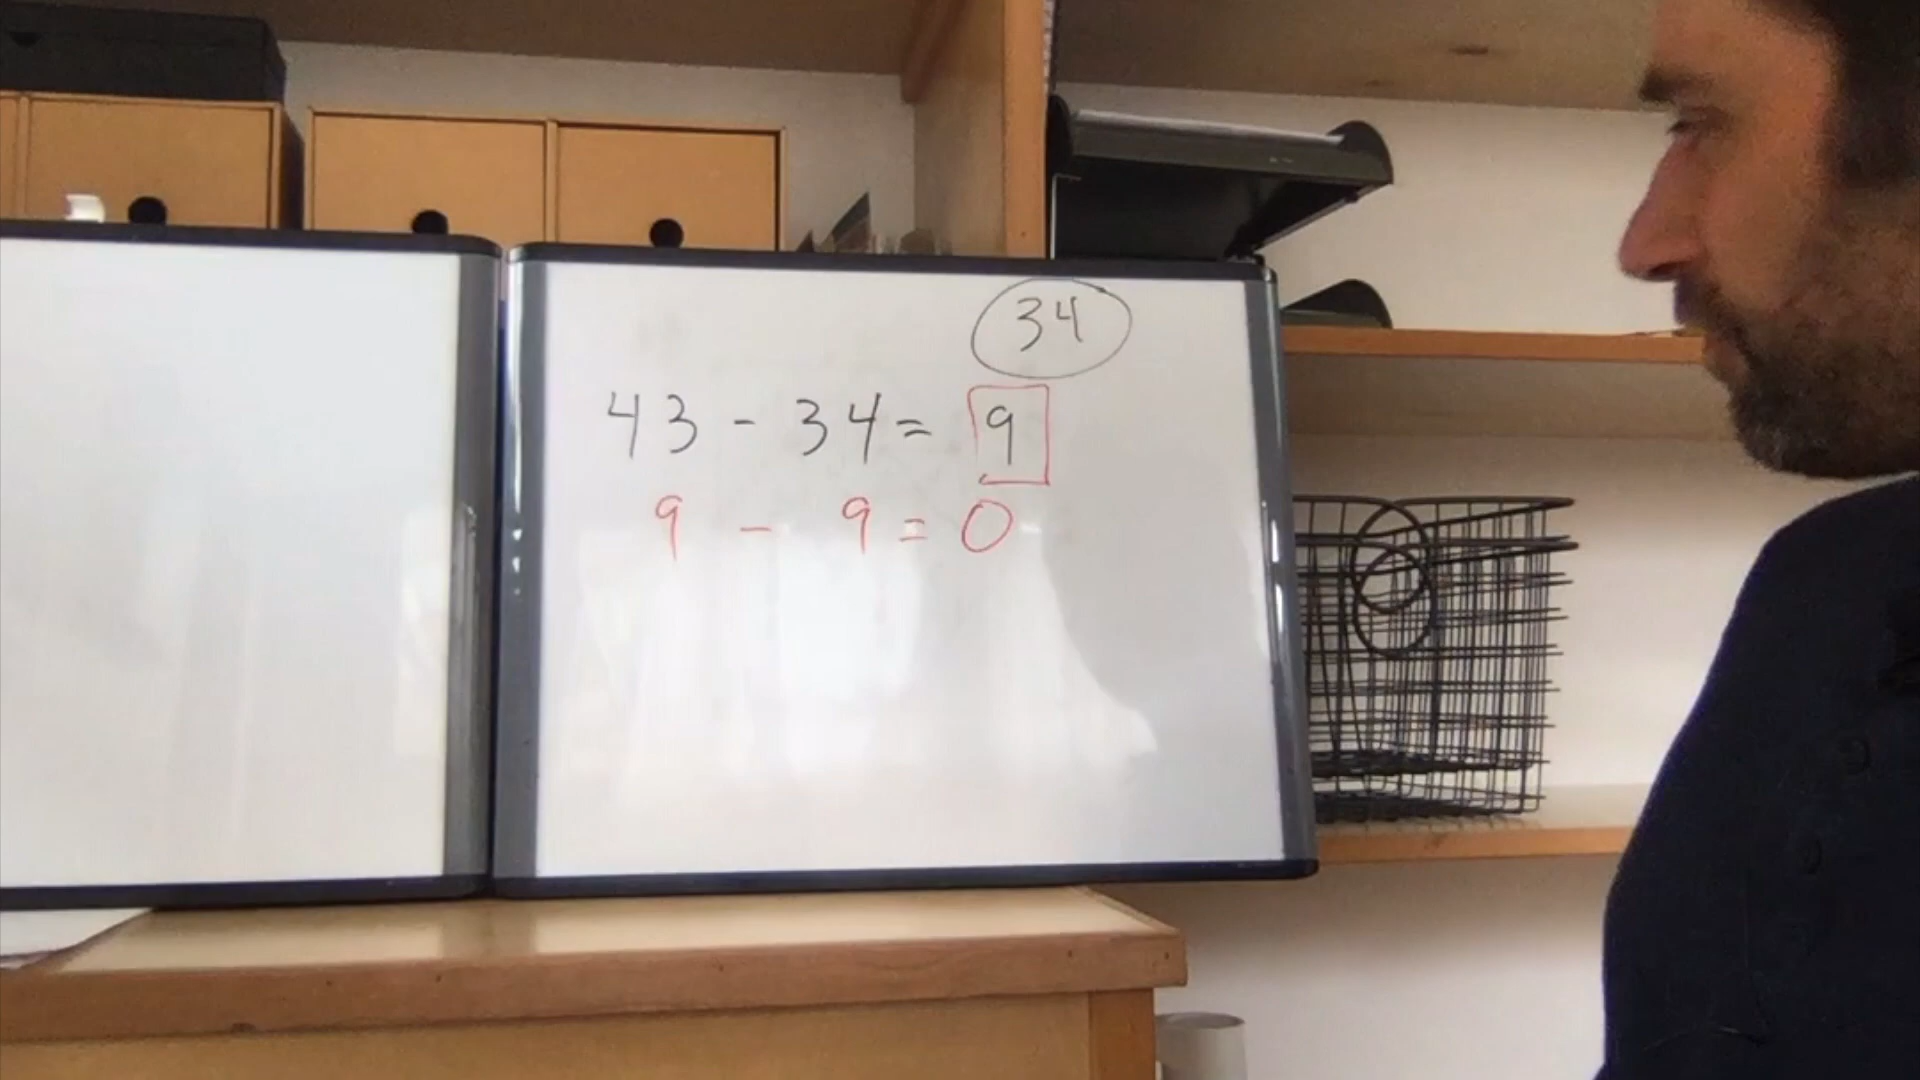 34
43 - 34 = 9
9 - 9 = 0